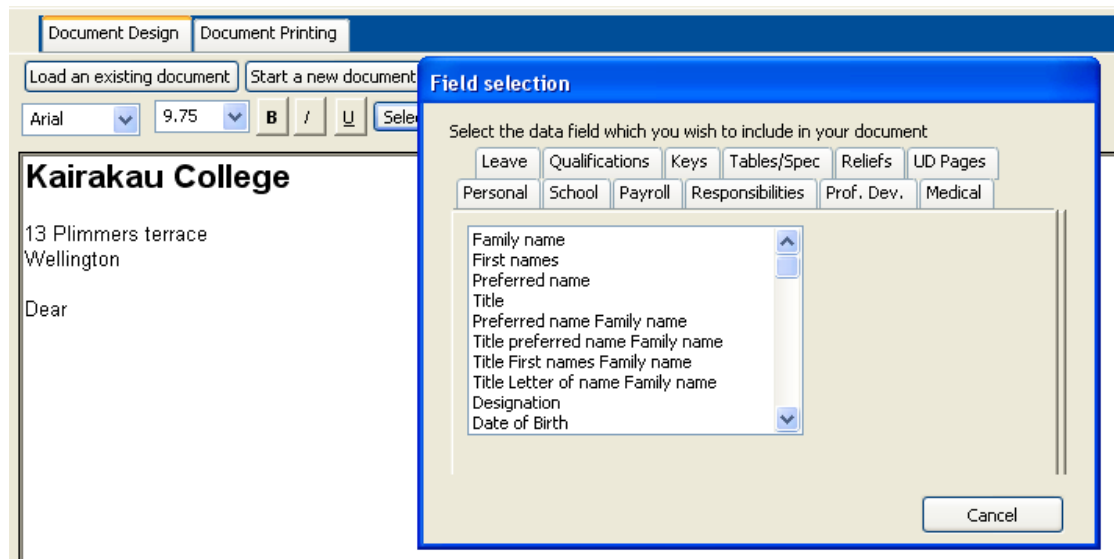 Document Design Document Printing
Load an existing document Start a new document
Arial 9.75 B I U
Kairakau College
13 Plimmers terrace
Wellington
Dear
Field selection
Select the data field which you wish to include in your document
Leave Qualifications Keys Tables/Spec Reliefs UD Pages
Personal School Payroll Responsibilities Prof. Dev. Medical
Family name
First names
Preferred name
Title
Preferred name Family name
Title preferred name Family name
Title First names Family name
Title Letter of name Family name
Designation
Date of Birth
Cancel